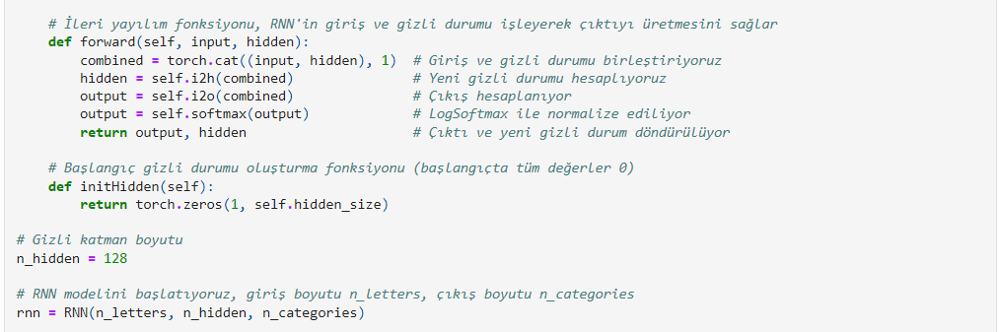 # İleri yayılım fonksiyonu, RNN'in giriş ve gizli durumu işleyerek çıktıyı üretmesini sağlar
def forward(self, input, hidden):
combined = torch.cat((input, hidden), 1)  # Giriş ve gizli durumu birleştiriyoruz
hidden = self.i2h(combined)  # Yeni gizli durumu hesaplıyoruz
output = self.i2o(combined)  # Çıkış hesaplanıyor
output = self.softmax(output)  # LogSoftmax ile normalize ediliyor
return output, hidden  # Çıktı ve yeni gizli durum döndürülüyor
# Başlangıç gizli durumu oluşturma fonksiyonu (başlangıçta tüm değerler 0)
def initHidden(self):
return torch.zeros(1, self.hidden_size)
# Gizli katman boyutu
n_hidden = 128
# RNN modelini başlatıyoruz, giriş boyutu n_letters, çıkış boyutu n_categories
rnn = RNN(n_letters, n_hidden, n_categories)